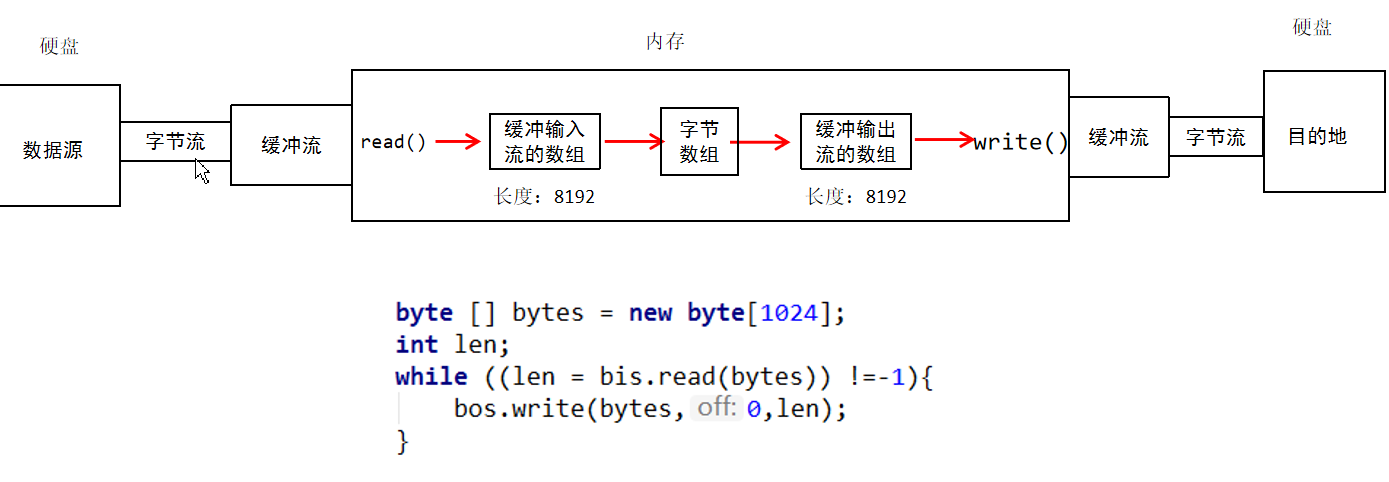 硬盘
内存
硬盘
数据源
字节流
缓冲流
read()
缓冲输入
流的数组
长度: 8192
字节
数组
缓冲输出
流的数组
长度: 8192
write()
缓冲流
字节流
目的地
byte [] bytes = new byte[1024];
int len;
while ((len = bis.read(bytes)) !=-1){
    bos.write(bytes, off: 0,len);
}